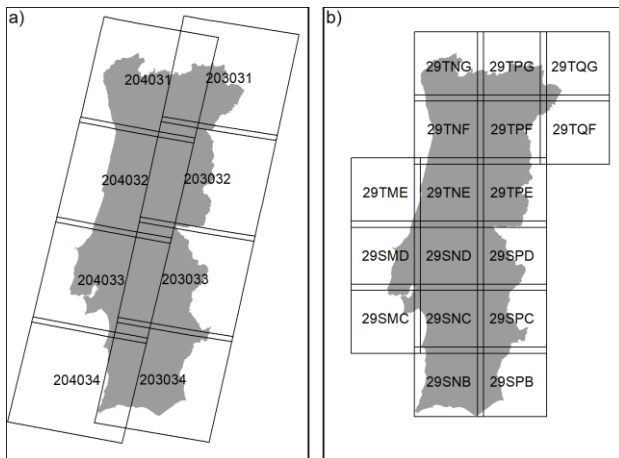 a)
204031
203031
204032
203032
204033
203033
204034
203034
b)
29TNG 29TPG 29TQG
29TNF 29TPF 29TQF
29TME 29TNE 29TPE
29SMD 29SND 29SPD
29SMC 29SNC 29SPC
29SNB 29SPB